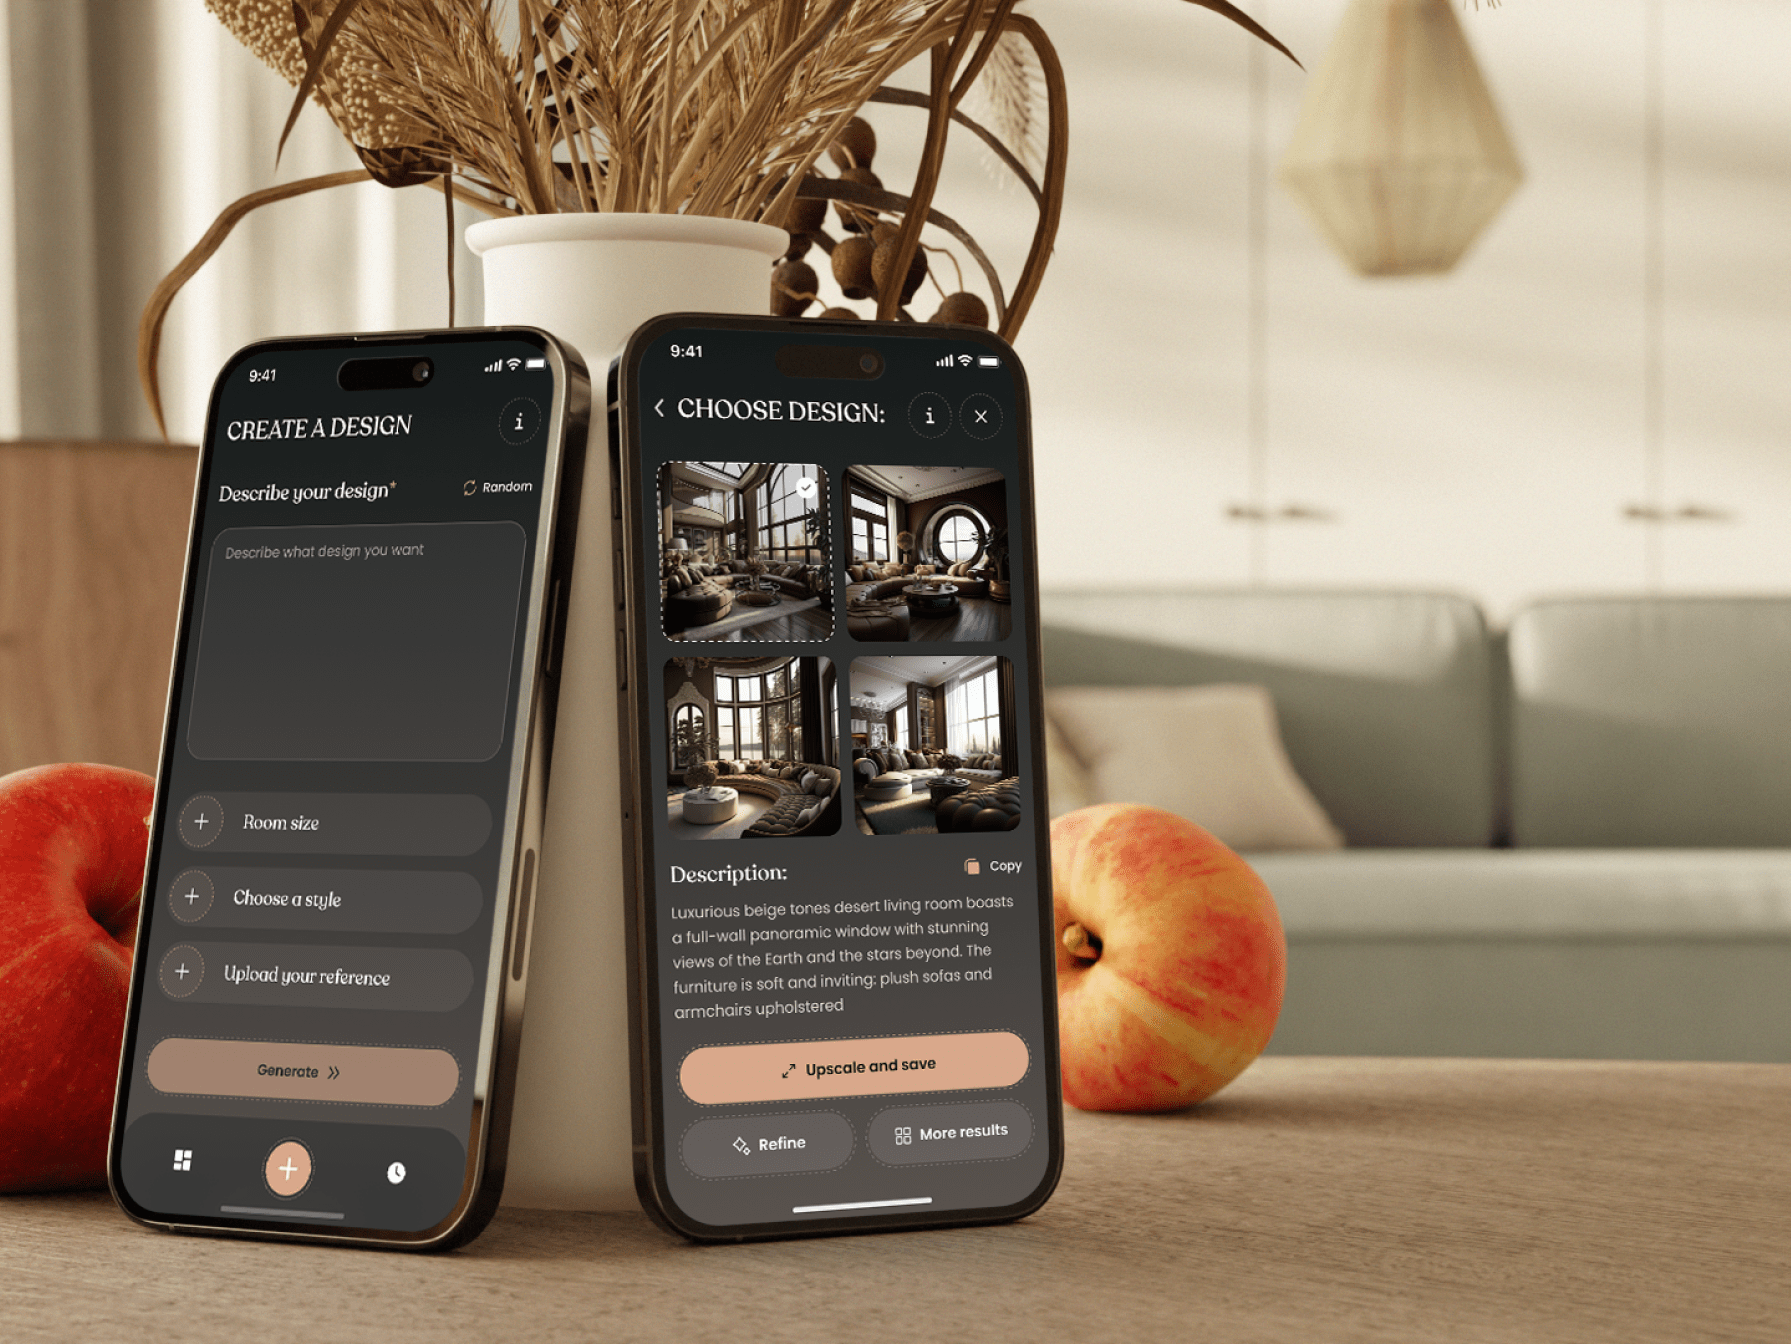 9:41
CREATE A DESIGN
i
Describe your design*
Random
Describe what design you want
Room size
Choose a style
Upload your reference
Generate
9:41
CHOOSE DESIGN:
i
Description:
Copy
Luxurious beige tones desert living room boasts
a full-wall panoramic window with stunning
views of the Earth and the stars beyond. The
furniture is soft and inviting: plush sofas and
armchairs upholstered
Upscale and save
Refine
More results